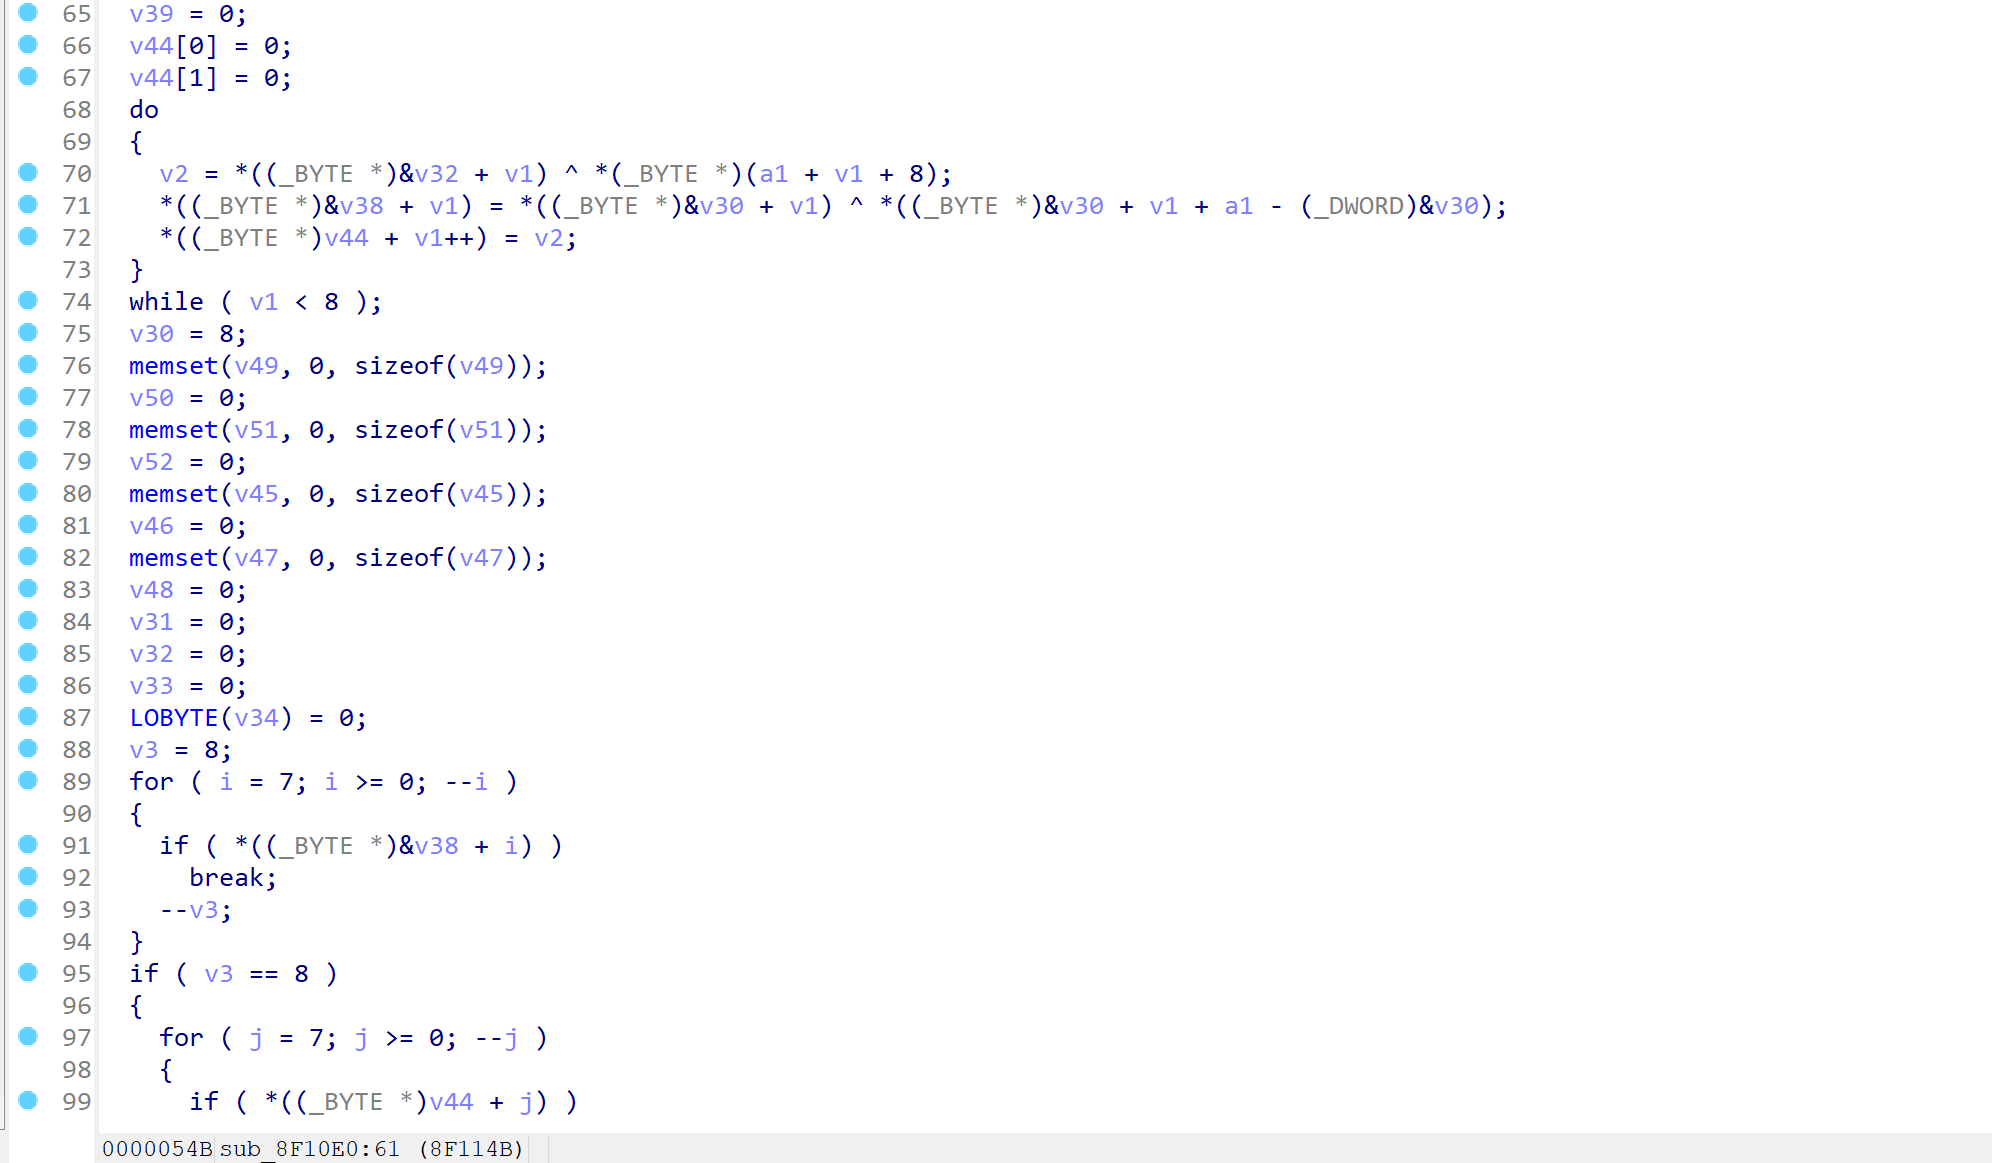 65 v39 = 0;
66 v44[0] = 0;
67 v44[1] = 0;
68 do
69 {
70 v2 = *((_BYTE *)&v32 + v1) ^ *(_BYTE *)(a1 + v1 + 8);
71 *((_BYTE *)&v38 + v1) = *((_BYTE *)&v30 + v1) ^ *((_BYTE *)&v30 + v1 + a1 - (_DWORD)&v30);
72 *((_BYTE *)v44 + v1++) = v2;
73 }
74 while ( v1 < 8 );
75 v30 = 8;
76 memset(v49, 0, sizeof(v49));
77 v50 = 0;
78 memset(v51, 0, sizeof(v51));
79 v52 = 0;
80 memset(v45, 0, sizeof(v45));
81 v46 = 0;
82 memset(v47, 0, sizeof(v47));
83 v48 = 0;
84 v31 = 0;
85 v32 = 0;
86 v33 = 0;
87 LOBYTE(v34) = 0;
88 v3 = 8;
89 for ( i = 7; i >= 0; --i )
90 {
91 if ( *((_BYTE *)&v38 + i) )
92 break;
93 --v3;
94 }
95 if ( v3 == 8 )
96 {
97 for ( j = 7; j >= 0; --j )
98 {
99 if ( *((_BYTE *)v44 + j) )
0000054B sub_8F10E0:61 (8F114B)